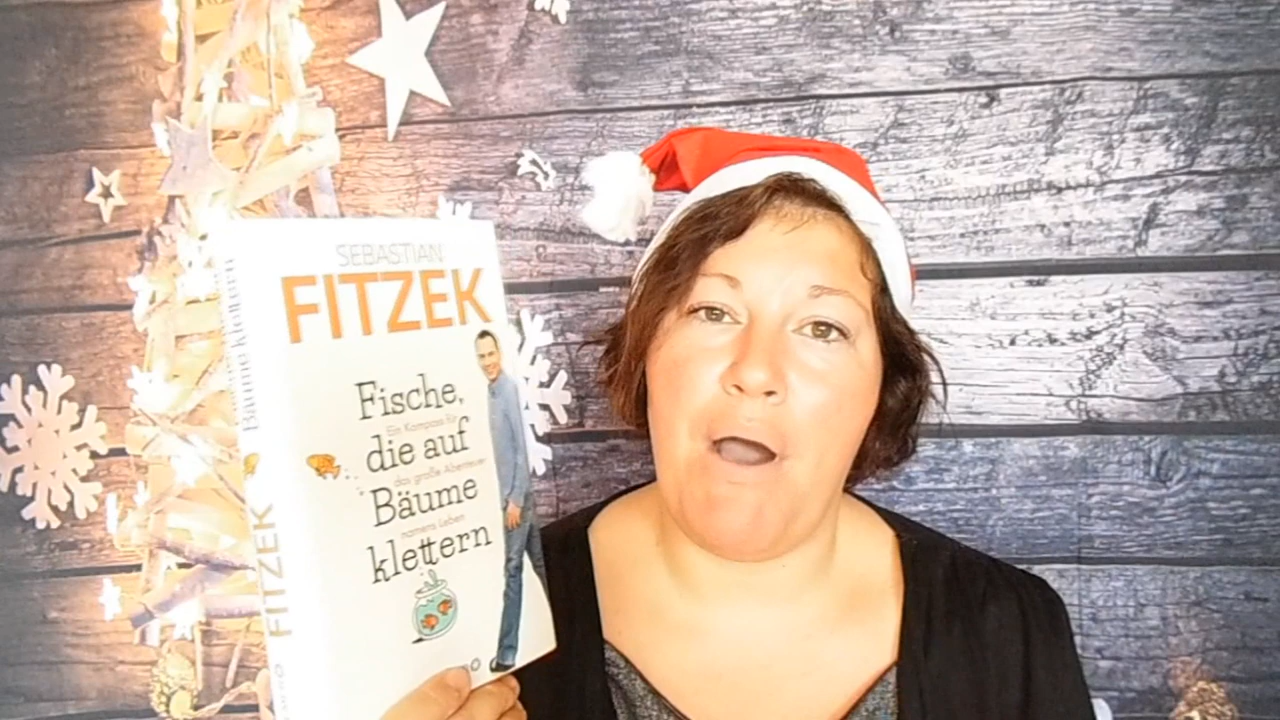 SEBASTIAN
FITZEK
Fische,
Ein Kompass für
die auf
das große Abenteuer
Bäume
namens Leben
klettern
Bäume klettern
FITZEK